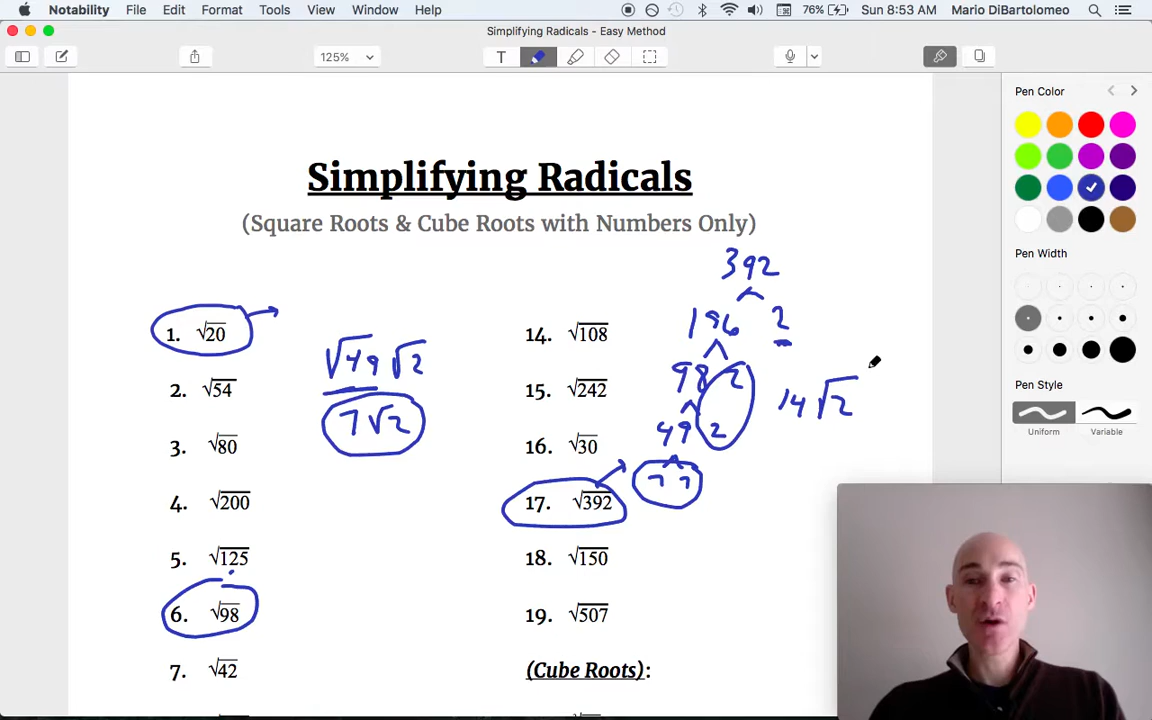 Notability File Edit Format Tools View Window Help 76% Sun 8:53 AM Mario DiBartolomeo
Simplifying Radicals - Easy Method
125% T
Simplifying Radicals
(Square Roots & Cube Roots with Numbers Only)
1. √20
2. √54
3. √80
4. √200
5. √125
6. √98
7. √42
√49 √2
7√2
14. √108
15. √242
16. √30
17. √392
18. √150
19. √507
(Cube Roots):
392
196 2
98 2
49 2
7 7
14√2
Pen Color
Pen Width
Pen Style
Uniform Variable